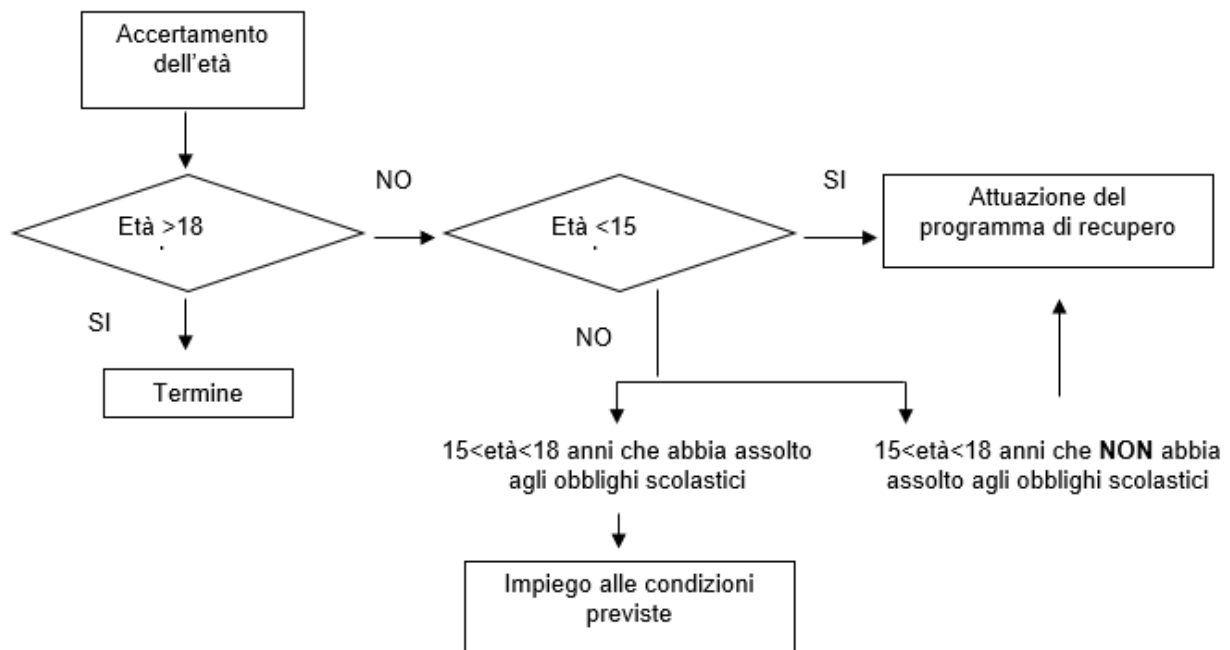 Accertamento
dell'età
NO
SI
Età >18
.
Età <15
.
Attuazione del
programma di recupero
SI
NO
Termine
15<età<18 anni che abbia assolto
agli obblighi scolastici
15<età<18 anni che NON abbia
assolto agli obblighi scolastici
Impiego alle condizioni
previste